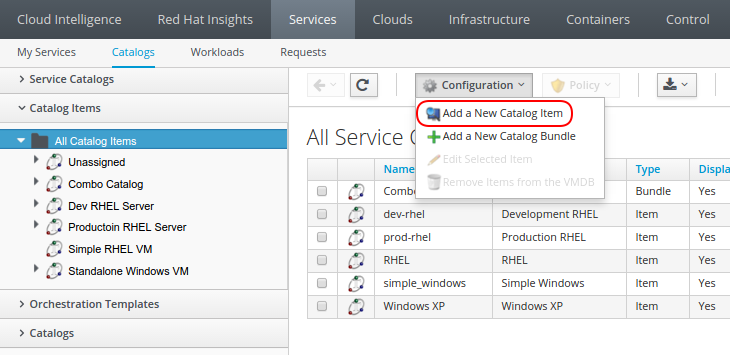 Cloud Intelligence Red Hat Insights Services Clouds Infrastructure Containers Control
My Services Catalogs Workloads Requests
Service Catalogs
Catalog Items
All Catalog Items
Unassigned
Combo Catalog
Dev RHEL Server
Productoin RHEL Server
Simple RHEL VM
Standalone Windows VM
Orchestration Templates
Catalogs
Configuration Policy
Add a New Catalog Item
Add a New Catalog Bundle
Edit Selected Item
Remove Items from the VMDB
All Service
Name Type Displa
Combo Bundle Yes
dev-rhel Development RHEL Item Yes
prod-rhel Production RHEL Item Yes
RHEL RHEL Item Yes
simple_windows Simple Windows Item Yes
Windows XP Windows XP Item Yes